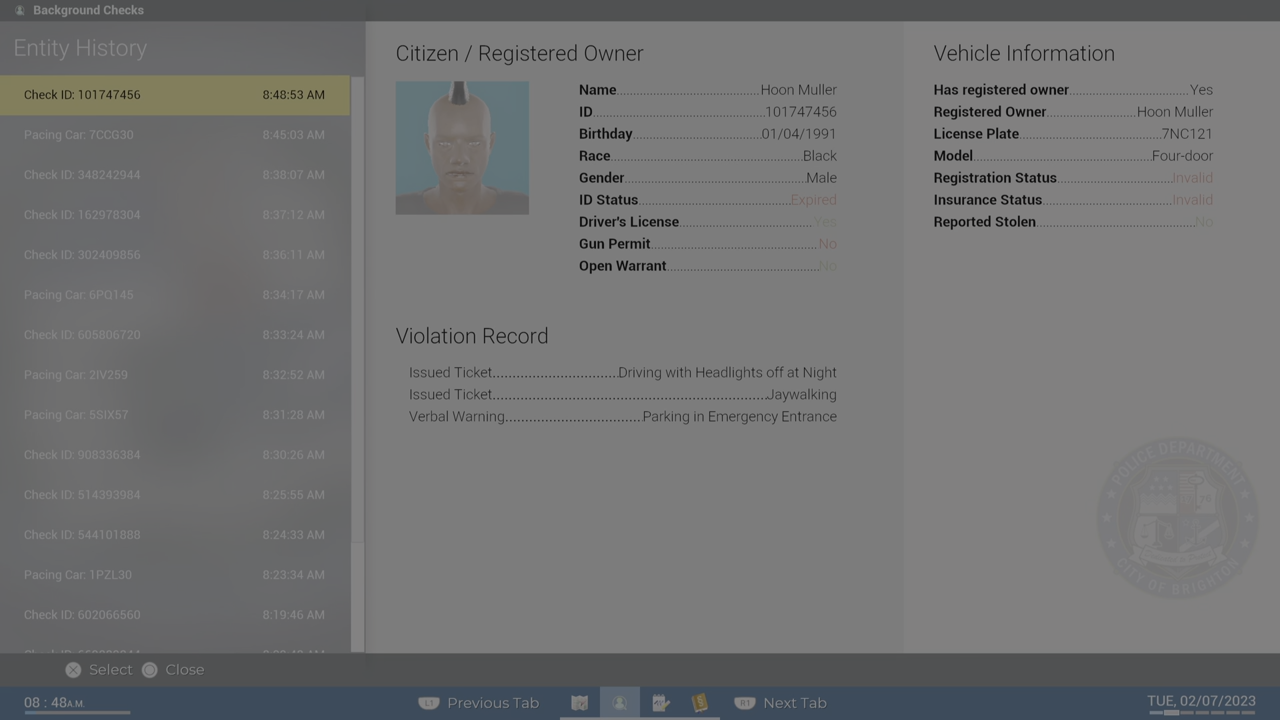 Background Checks
Entity History
Check ID: 101747456 8:48:53 AM
Pacing Car: 7CCG30 8:45:03 AM
Check ID: 348242944 8:38:07 AM
Check ID: 162978304 8:37:12 AM
Check ID: 302409856 8:36:11 AM
Pacing Car: 6PQ145 8:34:17 AM
Check ID: 605806720 8:33:24 AM
Pacing Car: 2IV259 8:32:52 AM
Pacing Car: 5SIX57 8:31:28 AM
Check ID: 908336384 8:30:26 AM
Check ID: 514393984 8:25:55 AM
Check ID: 544101888 8:24:33 AM
Pacing Car: 1PZL30 8:23:34 AM
Check ID: 602066560 8:19:46 AM
Citizen / Registered Owner
Name Hoon Muller
ID 101747456
Birthday 01/04/1991
Race Black
Gender Male
ID Status Expired
Driver's License Yes
Gun Permit No
Open Warrant No
Violation Record
Issued Ticket Driving with Headlights off at Night
Issued Ticket Jaywalking
Verbal Warning Parking in Emergency Entrance
Vehicle Information
Has registered owner Yes
Registered Owner Hoon Muller
License Plate 7NC121
Model Four-door
Registration Status Invalid
Insurance Status Invalid
Reported Stolen No
POLICE DEPARTMENT
CITY OF BRIGHTON
Select Close
08 : 48 A.M.
L1 Previous Tab
R1 Next Tab
TUE, 02/07/2023